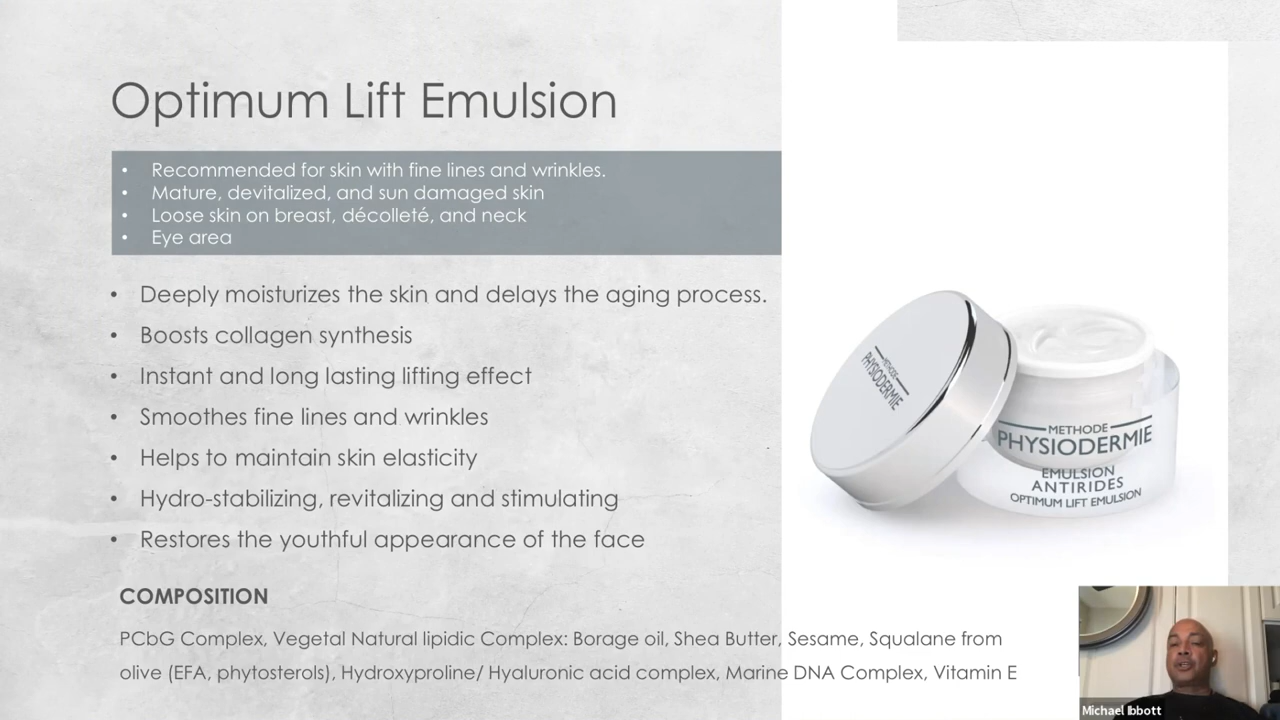 Optimum Lift Emulsion
• Recommended for skin with fine lines and wrinkles.
• Mature, devitalized, and sun damaged skin
• Loose skin on breast, décolleté, and neck
• Eye area
• Deeply moisturizes the skin and delays the aging process.
• Boosts collagen synthesis
• Instant and long lasting lifting effect
• Smoothes fine lines and wrinkles
• Helps to maintain skin elasticity
• Hydro-stabilizing, revitalizing and stimulating
• Restores the youthful appearance of the face
COMPOSITION
PCbG Complex, Vegetal Natural lipidic Complex: Borage oil, Shea Butter, Sesame, Squalane from
olive (EFA, phytosterols), Hydroxyproline/ Hyaluronic acid complex, Marine DNA Complex, Vitamin E
METHODE
PHYSIODERMIE
METHODE
PHYSIODERMIE
EMULSION
ANTIRIDES
OPTIMUM LIFT EMULSION
Michael Ibbott